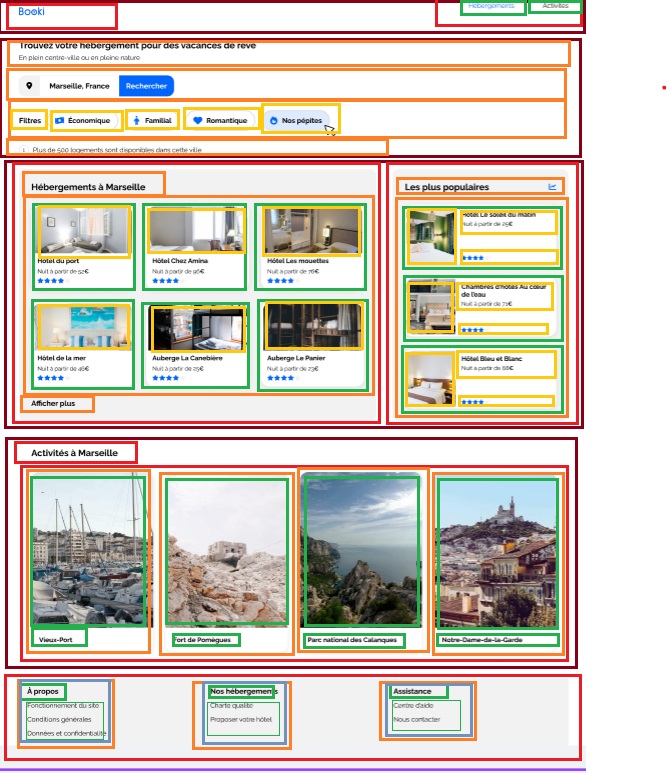 Booki
Hébergements Activités
Trouvez votre hébergement pour des vacances de rêve
En plein centre-ville ou en pleine nature
Marseille, France Rechercher
Filtres Économique Familial Romantique Nos pépites
Plus de 500 logements sont disponibles dans cette ville
Hébergements à Marseille
Hôtel du port
Nuit à partir de 52€
Hôtel Chez Amina
Nuit à partir de 96€
Hôtel Les mouettes
Nuit à partir de 76€
Hôtel de la mer
Nuit à partir de 46€
Auberge La Canebière
Nuit à partir de 25€
Auberge Le Panier
Nuit à partir de 23€
Afficher plus
Les plus populaires
Hôtel Le soleil du matin
Nuit à partir de 25€
Chambres d'hôtes Au cœur
de l'eau
Nuit à partir de 71€
Hôtel Bleu et Blanc
Nuit à partir de 68€
Activités à Marseille
Vieux-Port
Fort de Pomègues
Parc national des Calanques
Notre-Dame-de-la-Garde
À propos
Fonctionnement du site
Conditions générales
Données et confidentialité
Nos hébergements
Charte qualité
Proposer votre hôtel
Assistance
Centre d'aide
Nous contacter